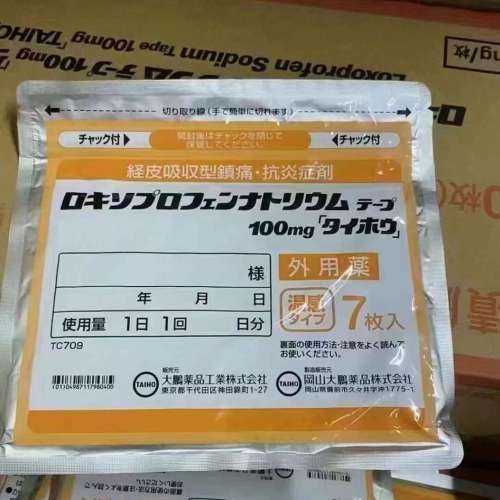 Loxoprofen Sodium Tape 100mg「TAIHO
mg/枚
切り取り線(手で簡単に切れます)
チャック付
開封後はチャックを閉じて
保管してください。
チャック付
経皮吸収型鎮痛・抗炎症剤
ロキソプロフェンナトリウム テープ
100mg「タイホウ」
様
年 月 日
使用量 1日 1回 日分
外用薬
温感
タイプ
7枚入
TC709
裏面の使用方法・注意をよく読んで
お使いください。
(01)04987117960405
TAIHO
販売元
大鵬薬品工業株式会社
東京都千代田区神田錦町1-27
TAIHO
製造販売元
岡山大鵬薬品株式会社
岡山県備前市久々井字沖1775-1